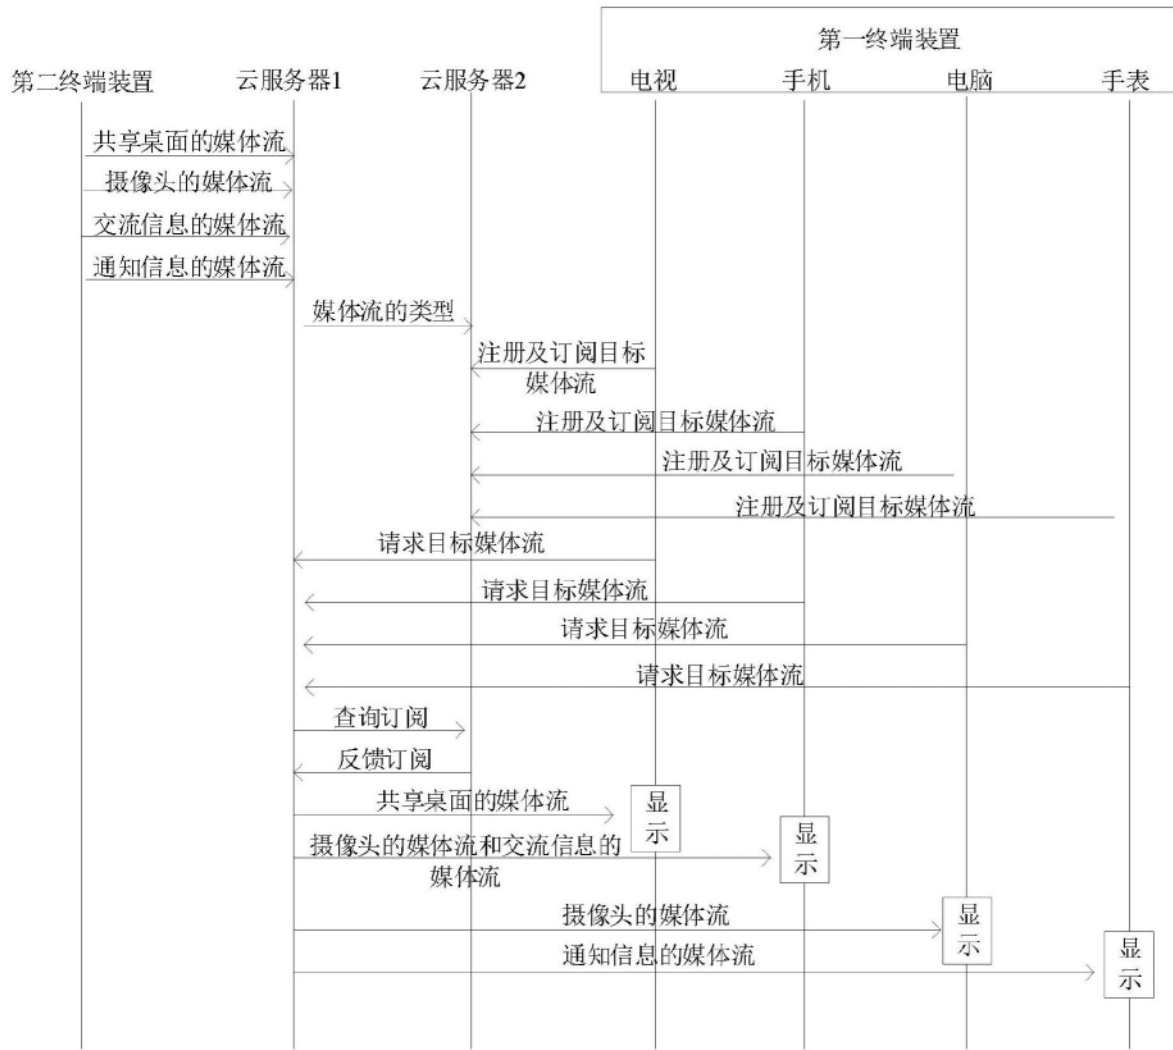 第一终端装置
第二终端装置
云服务器1
云服务器2
电视
手机
电脑
手表
共享桌面的媒体流
摄像头的媒体流
交流信息的媒体流
通知信息的媒体流
媒体流的类型
注册及订阅目标
媒体流
注册及订阅目标媒体流
注册及订阅目标媒体流
注册及订阅目标媒体流
请求目标媒体流
请求目标媒体流
请求目标媒体流
请求目标媒体流
查询订阅
反馈订阅
共享桌面的媒体流
显
示
摄像头的媒体流和交流信息的
媒体流
显
示
摄像头的媒体流
显
示
通知信息的媒体流
显
示